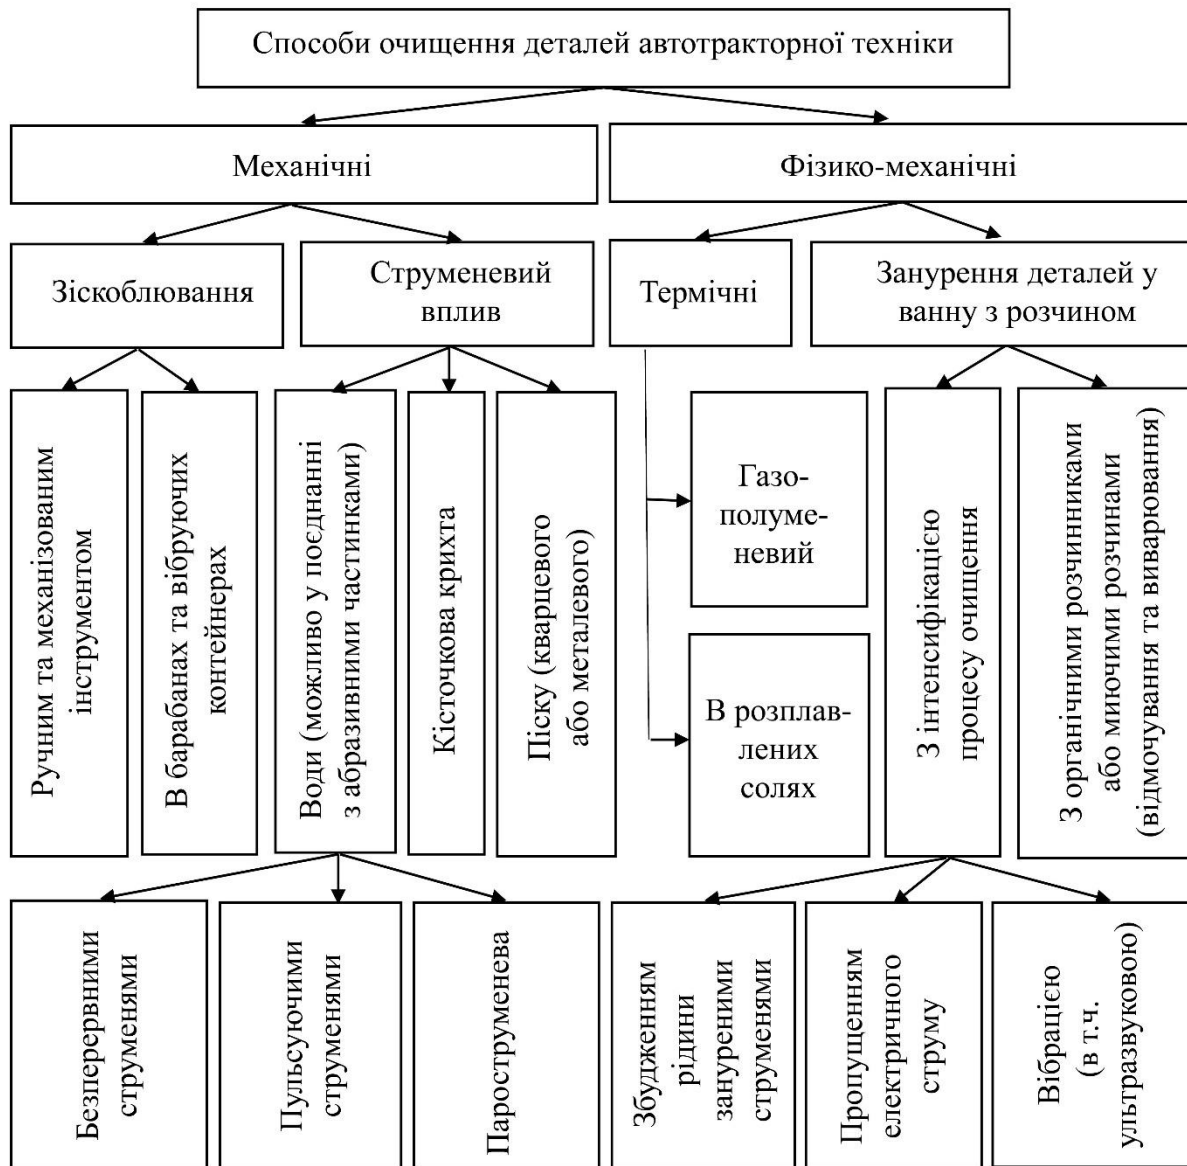 Способи очищення деталей автотракторної техніки
Механічні
Фізико-механічні
Зіскоблювання
Струменевий
вплив
Термічні
Занурення деталей у
ванну з розчином
Ручним та механізованим
інструментом
В барабанах та вібруючих
контейнерах
Води (можливо у поєднанні
з абразивними частинками)
Кісточкова крихта
Піску (кварцевого
або металевого)
Газо-
полуме-
невий
В розплав-
лених
солях
З інтенсифікацією
процесу очищення
З органічними розчинниками
або миючими розчинами
(відмочування та виварювання)
Безперервними
струменями
Пульсуючими
струменями
Пароструменева
Збудженням
рідини
зануреними
струменями
Пропущенням
електричного
струму
Вібрацією
(в т.ч.
ультразвуковою)